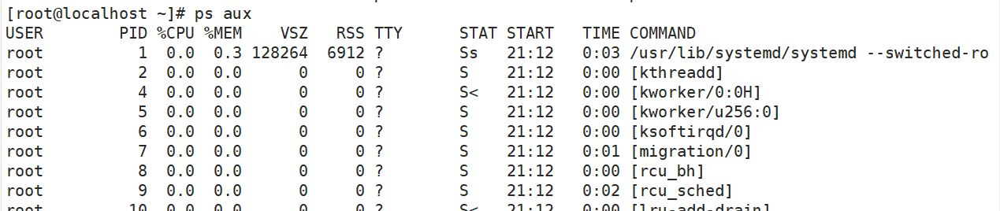 [root@localhost ~]# ps aux
USER        PID %CPU %MEM    VSZ   RSS TTY      STAT START   TIME COMMAND
root          1  0.0  0.3 128264  6912 ?        Ss   21:12   0:03 /usr/lib/systemd/systemd --switched-ro
root          2  0.0  0.0      0     0 ?        S    21:12   0:00 [kthreadd]
root          4  0.0  0.0      0     0 ?        S<   21:12   0:00 [kworker/0:0H]
root          5  0.0  0.0      0     0 ?        S    21:12   0:00 [kworker/u256:0]
root          6  0.0  0.0      0     0 ?        S    21:12   0:00 [ksoftirqd/0]
root          7  0.0  0.0      0     0 ?        S    21:12   0:01 [migration/0]
root          8  0.0  0.0      0     0 ?        S    21:12   0:00 [rcu_bh]
root          9  0.0  0.0      0     0 ?        S    21:12   0:02 [rcu_sched]
root         10  0.0  0.0      0     0 ?        S<   21:12   0:00 [lru-add-drain]